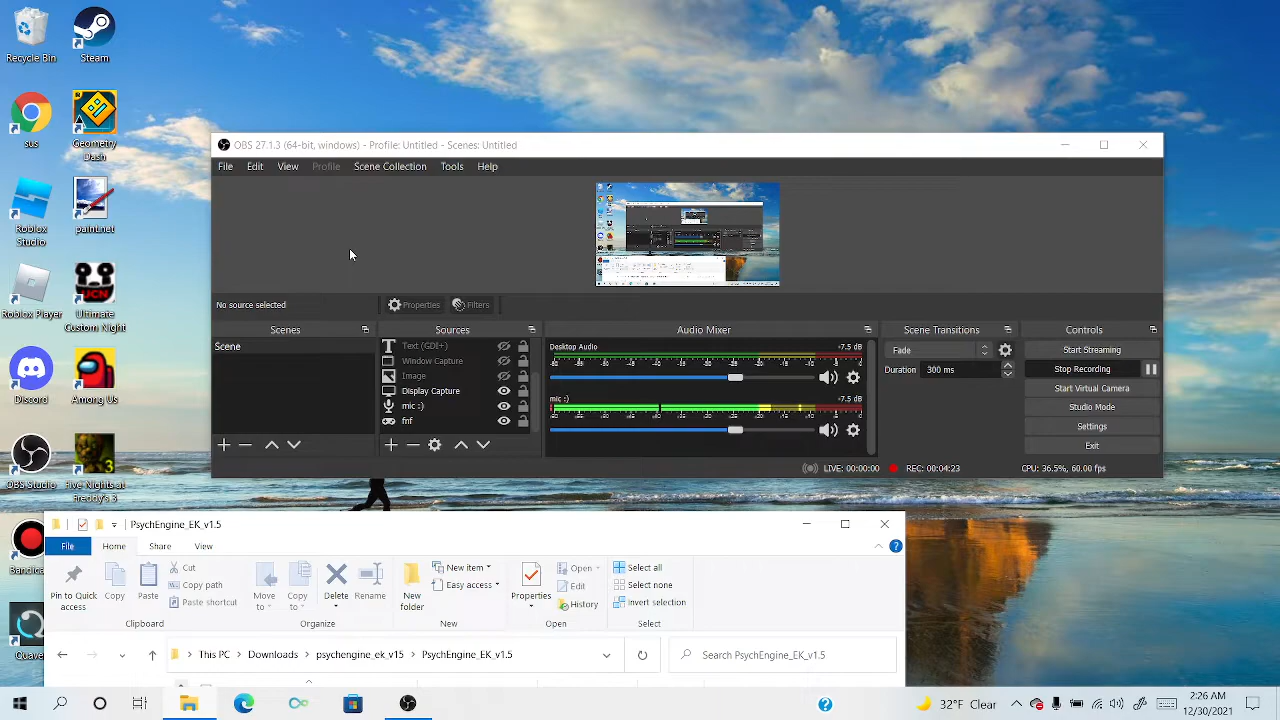 Recycle Bin
Steam
sus
Geometry Dash
Roblox Studio
paint.net
Roblox Player
UCN
Ultimate Custom Night
Discord
Among Us
OBS Studio
3
Five Nights at Freddy's 3
OBS 27.1.3 (64-bit, windows) - Profile: Untitled - Scenes: Untitled
File Edit View Profile Scene Collection Tools Help
No source selected
Properties
Filters
Scenes
Scene
Sources
Text (GDI+)
Window Capture
Image
Display Capture
mic :)
fnf
Audio Mixer
Desktop Audio +7.5 dB
mic :) +7.5 dB
Scene Transitions
Fade
Duration 300 ms
Controls
Start Streaming
Stop Recording
Start Virtual Camera
Studio Mode
Settings
Exit
LIVE: 00:00:00 REC: 00:04:23 CPU: 36.5%, 60.00 fps
PsychEngine_EK_v1.5
File Home Share View
Pin to Quick access
Copy
Paste
Cut
Copy path
Paste shortcut
Clipboard
Move to
Copy to
Delete
Rename
Organize
New folder
New item
Easy access
New
Properties
Open
Edit
History
Open
Select all
Select none
Invert selection
Select
This PC > Downloads > psychengine_ek_v15 > PsychEngine_EK_v1.5
Search PsychEngine_EK_v1.5
32°F Clear
2:26 AM
12/30/2021